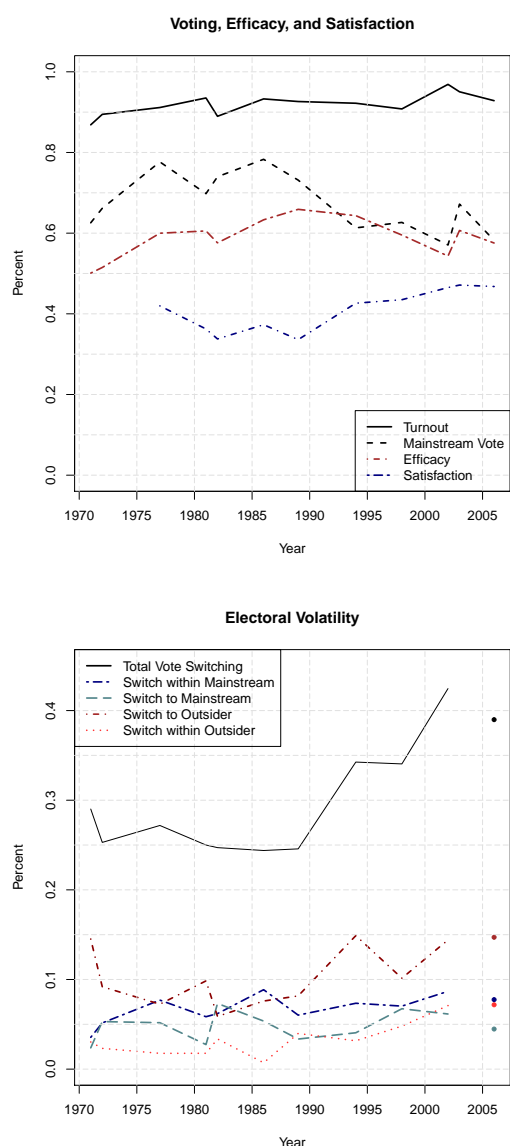 Voting, Efficacy, and Satisfaction
Percent
1.0
0.8
0.6
0.4
0.2
0.0
Turnout
Mainstream Vote
Efficacy
Satisfaction
1970 1975 1980 1985 1990 1995 2000 2005
Year
Electoral Volatility
Percent
0.4
0.3
0.2
0.1
0.0
Total Vote Switching
Switch within Mainstream
Switch to Mainstream
Switch to Outsider
Switch within Outsider
1970 1975 1980 1985 1990 1995 2000 2005
Year